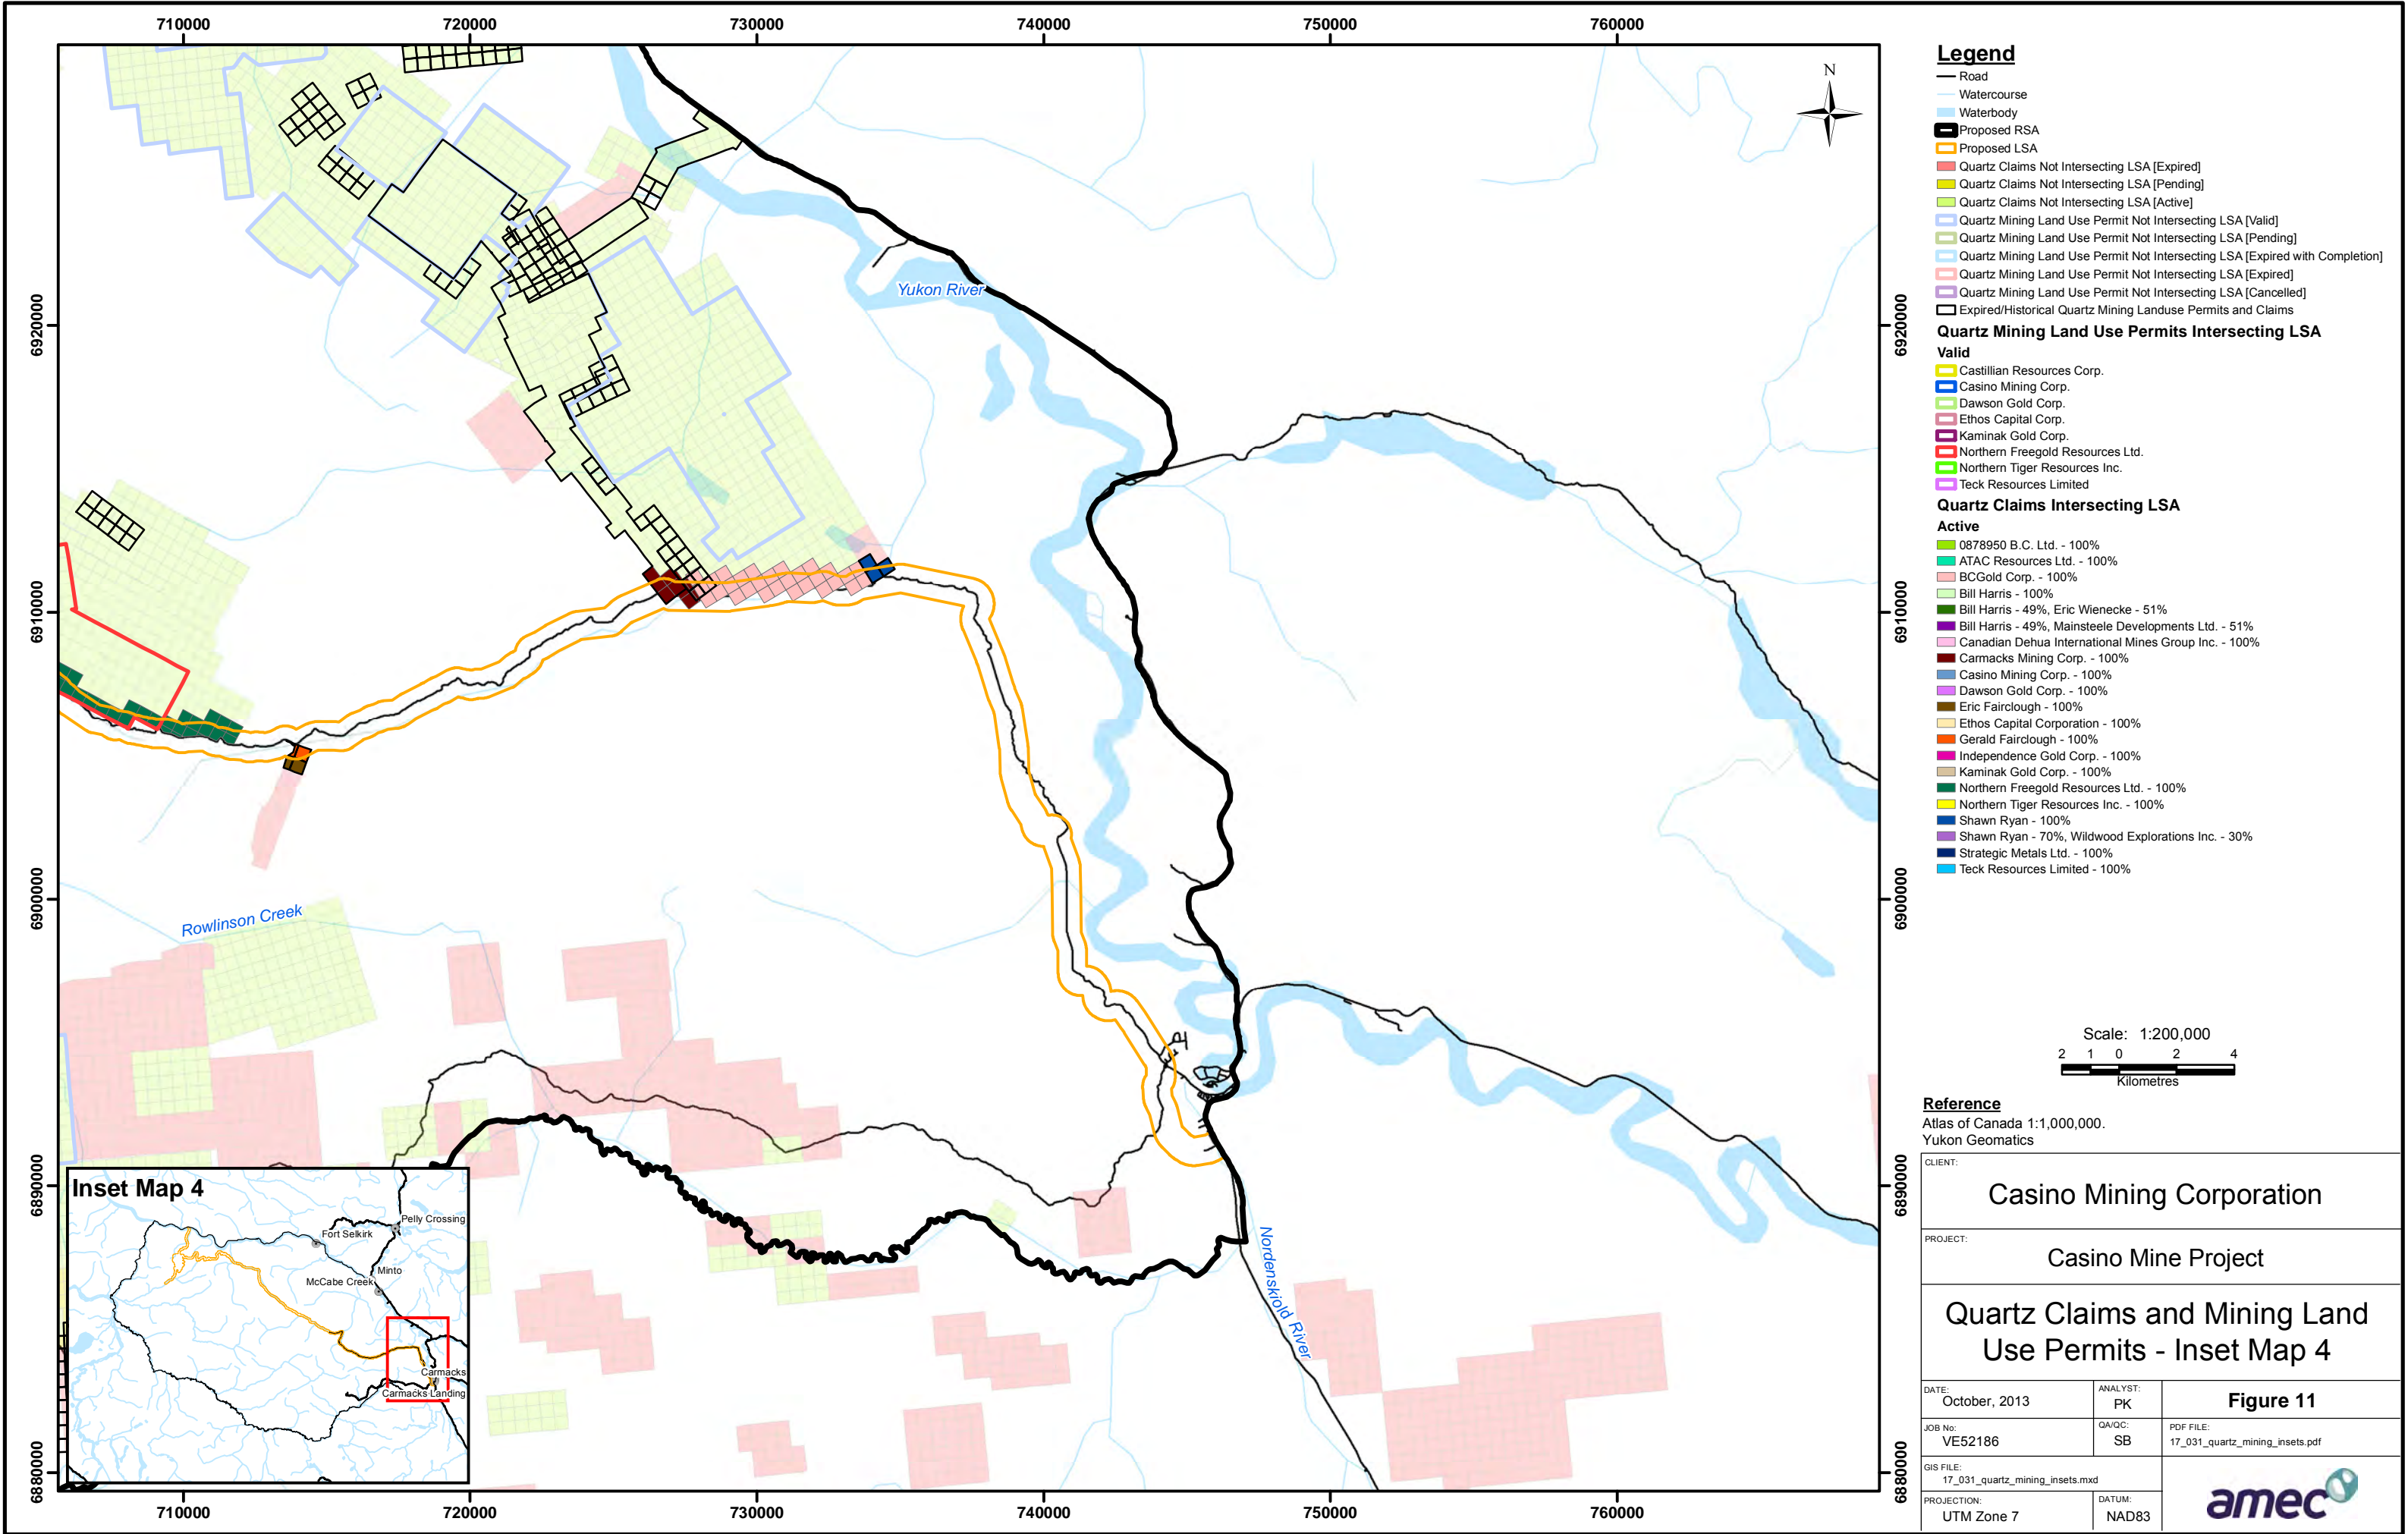 710000 720000 730000 740000 750000 760000
6920000
6910000
6900000
6890000
6880000
6920000
6910000
6900000
6890000
6880000
N
Yukon River
Rowlinson Creek
Nordenskiold River
Inset Map 4
Pelly Crossing
Fort Selkirk
Minto
McCabe Creek
Carmacks
Carmacks Landing
710000 720000 730000 740000 750000 760000
Legend
Road
Watercourse
Waterbody
Proposed RSA
Proposed LSA
Quartz Claims Not Intersecting LSA [Expired]
Quartz Claims Not Intersecting LSA [Pending]
Quartz Claims Not Intersecting LSA [Active]
Quartz Mining Land Use Permit Not Intersecting LSA [Valid]
Quartz Mining Land Use Permit Not Intersecting LSA [Pending]
Quartz Mining Land Use Permit Not Intersecting LSA [Expired with Completion]
Quartz Mining Land Use Permit Not Intersecting LSA [Expired]
Quartz Mining Land Use Permit Not Intersecting LSA [Cancelled]
Expired/Historical Quartz Mining Landuse Permits and Claims
Quartz Mining Land Use Permits Intersecting LSA
Valid
Castillian Resources Corp.
Casino Mining Corp.
Dawson Gold Corp.
Ethos Capital Corp.
Kaminak Gold Corp.
Northern Freegold Resources Ltd.
Northern Tiger Resources Inc.
Teck Resources Limited
Quartz Claims Intersecting LSA
Active
0878950 B.C. Ltd. - 100%
ATAC Resources Ltd. - 100%
BCGold Corp. - 100%
Bill Harris - 100%
Bill Harris - 49%, Eric Wienecke - 51%
Bill Harris - 49%, Mainsteele Developments Ltd. - 51%
Canadian Dehua International Mines Group Inc. - 100%
Carmacks Mining Corp. - 100%
Casino Mining Corp. - 100%
Dawson Gold Corp. - 100%
Eric Fairclough - 100%
Ethos Capital Corporation - 100%
Gerald Fairclough - 100%
Independence Gold Corp. - 100%
Kaminak Gold Corp. - 100%
Northern Freegold Resources Ltd. - 100%
Northern Tiger Resources Inc. - 100%
Shawn Ryan - 100%
Shawn Ryan - 70%, Wildwood Explorations Inc. - 30%
Strategic Metals Ltd. - 100%
Teck Resources Limited - 100%
Scale: 1:200,000
2 1 0 2 4
Kilometres
Reference
Atlas of Canada 1:1,000,000.
Yukon Geomatics
CLIENT:
Casino Mining Corporation
PROJECT:
Casino Mine Project
Quartz Claims and Mining Land
Use Permits - Inset Map 4
DATE:
October, 2013
ANALYST:
PK
Figure 11
JOB No:
VE52186
QA/QC:
SB
PDF FILE:
17_031_quartz_mining_insets.pdf
GIS FILE:
17_031_quartz_mining_insets.mxd
PROJECTION:
UTM Zone 7
DATUM:
NAD83
amec